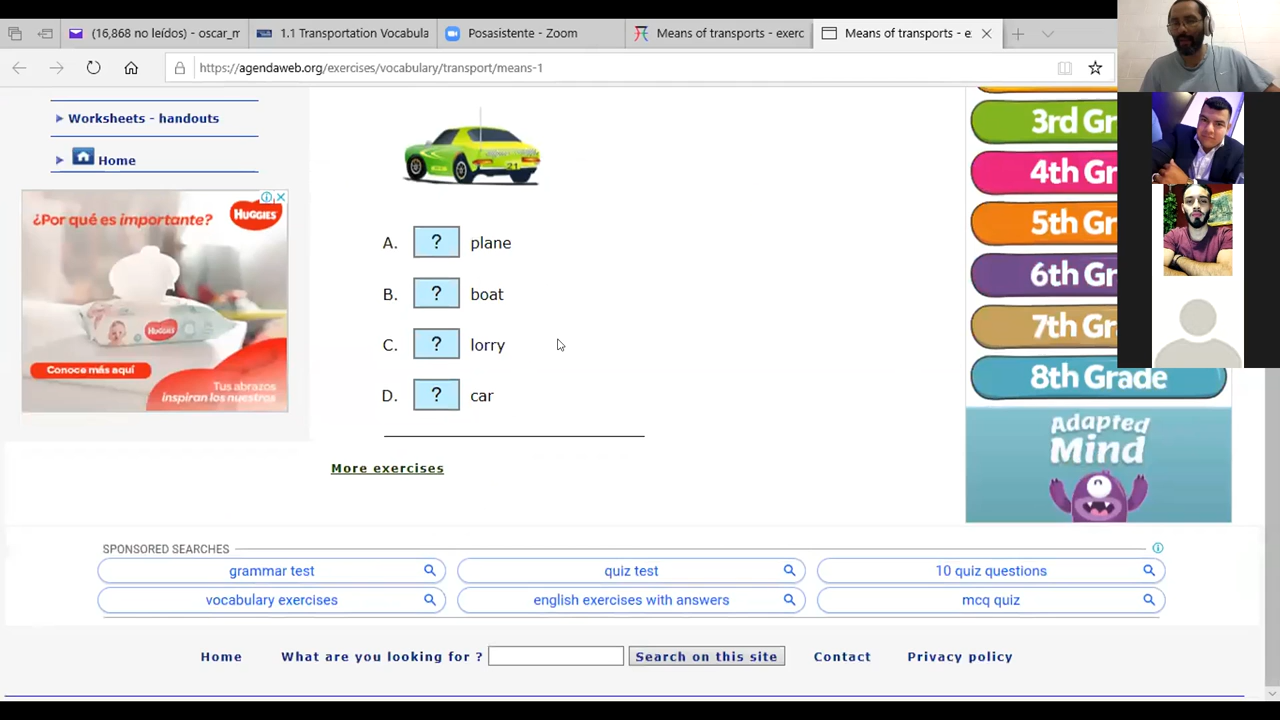 (16,868 no leídos) - oscar_m
1.1 Transportation Vocabula
Posasistente - Zoom
Means of transports - exerc
Means of transports - e
https://agendaweb.org/exercises/vocabulary/transport/means-1
Worksheets - handouts
Home
¿Por qué es importante?
HUGGIES
HUGGIES
Conoce más aquí
Tus abrazos
inspiran los nuestros
21
A. ? plane
B. ? boat
C. ? lorry
D. ? car
More exercises
3rd Gr
4th Gr
5th Gr
6th Gr
7th Gr
8th Grade
Adapted
Mind
SPONSORED SEARCHES
grammar test
quiz test
10 quiz questions
vocabulary exercises
english exercises with answers
mcq quiz
Home
What are you looking for ?
Search on this site
Contact
Privacy policy